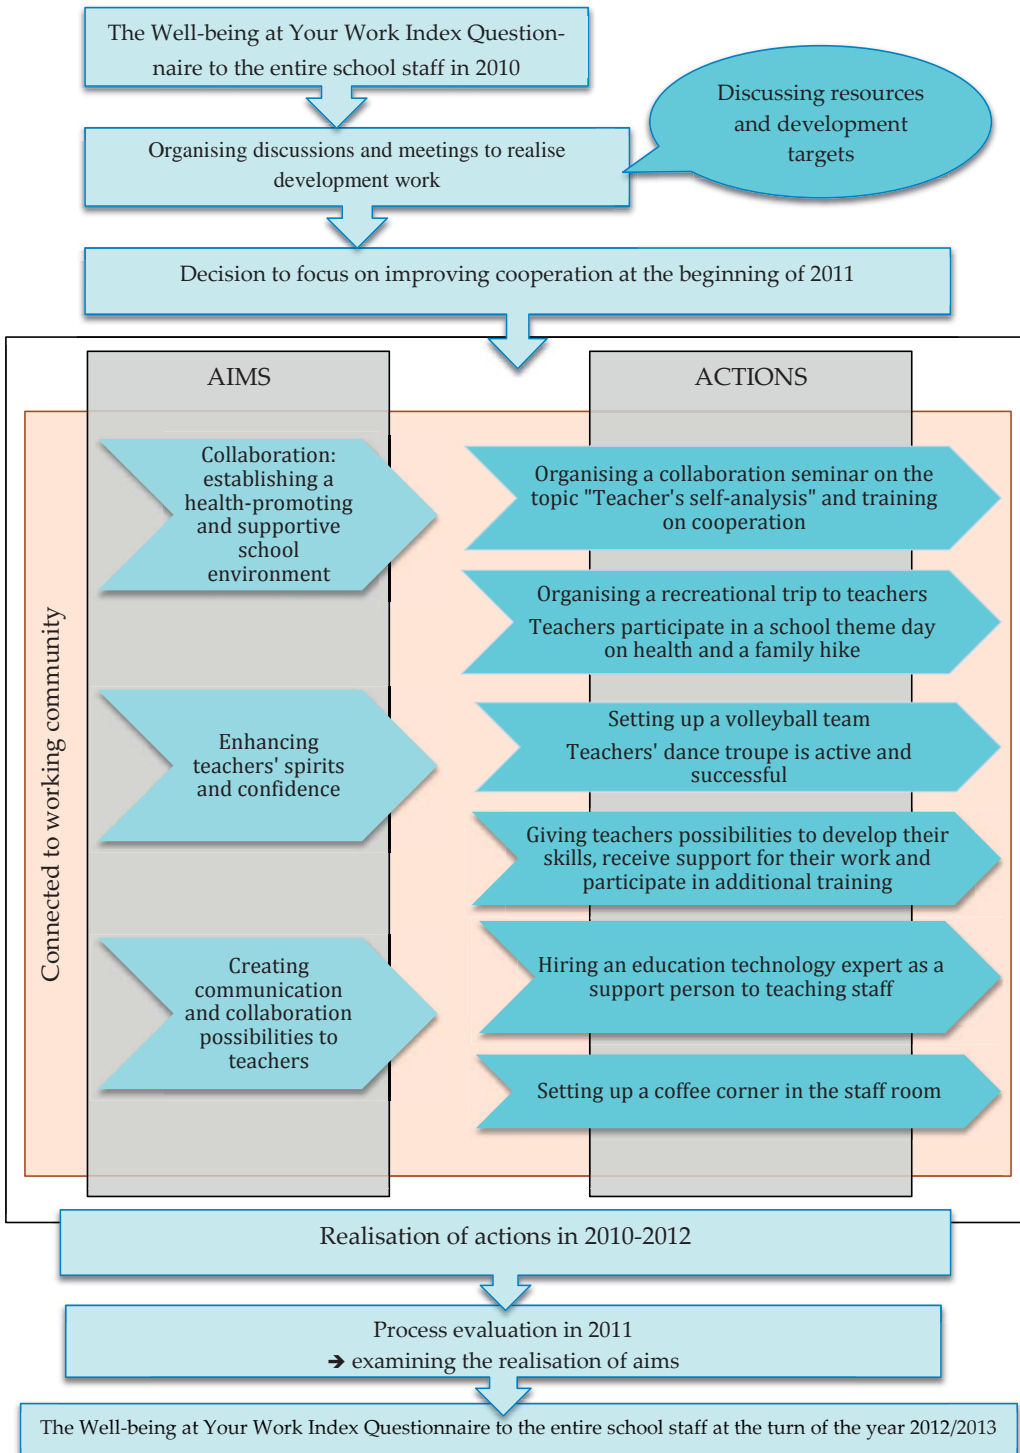 The Well-being at Your Work Index Question-
naire to the entire school staff in 2010
Discussing resources
and development
targets
Organising discussions and meetings to realise
development work
Decision to focus on improving cooperation at the beginning of 2011
AIMS
ACTIONS
Connected to working community
Collaboration:
establishing a
health-promoting
and supportive
school
environment
Enhancing
teachers' spirits
and confidence
Creating
communication
and collaboration
possibilities to
teachers
Organising a collaboration seminar on the
topic "Teacher's self-analysis" and training
on cooperation
Organising a recreational trip to teachers
Teachers participate in a school theme day
on health and a family hike
Setting up a volleyball team
Teachers' dance troupe is active and
successful
Giving teachers possibilities to develop their
skills, receive support for their work and
participate in additional training
Hiring an education technology expert as a
support person to teaching staff
Setting up a coffee corner in the staff room
Realisation of actions in 2010-2012
Process evaluation in 2011
➔ examining the realisation of aims
The Well-being at Your Work Index Questionnaire to the entire school staff at the turn of the year 2012/2013